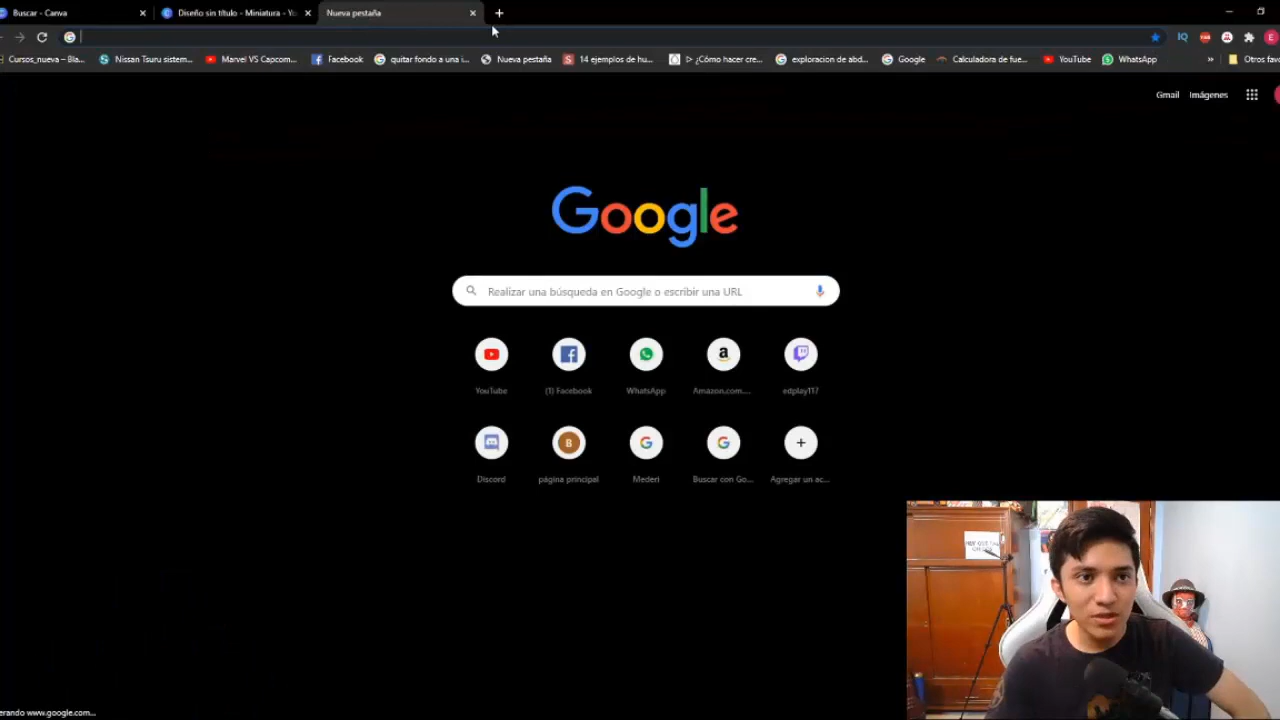 Buscar - Canva
Diseño sin título - Miniatura - Yo
Nueva pestaña
Cursos_nueva – Bla...
Nissan Tsuru sistem...
Marvel VS Capcom...
Facebook
quitar fondo a una i...
Nueva pestaña
14 ejemplos de hu...
▷ ¿Cómo hacer cre...
exploracion de abd...
Google
Calculadora de fue...
YouTube
WhatsApp
»
Otros favo
Gmail
Imágenes
Google
Realizar una búsqueda en Google o escribir una URL
YouTube
(1) Facebook
WhatsApp
Amazon.com....
edplay117
Discord
página principal
Mederi
Buscar con Go...
Agregar un ac...
erando www.google.com...